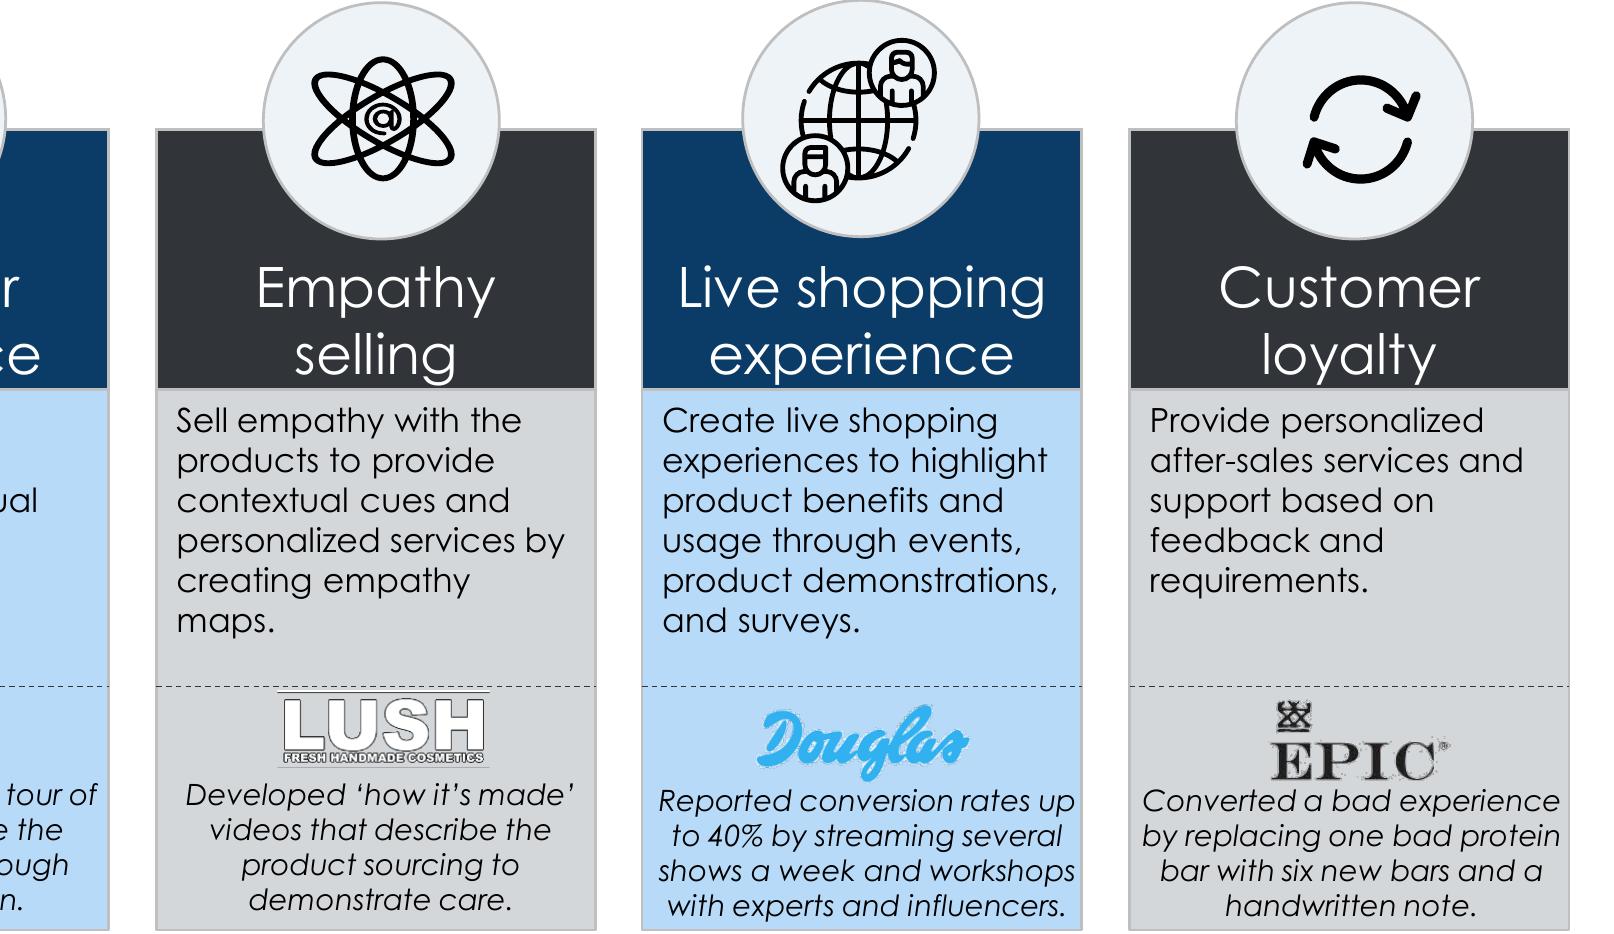 r
ce
ual
tour of
e the
ough
n.
@
Empathy
selling
Sell empathy with the
products to provide
contextual cues and
personalized services by
creating empathy
maps.
LUSH
FRESH HANDMADE COSMETICS
Developed ‘how it’s made’
videos that describe the
product sourcing to
demonstrate care.
Live shopping
experience
Create live shopping
experiences to highlight
product benefits and
usage through events,
product demonstrations,
and surveys.
Douglas
Reported conversion rates up
to 40% by streaming several
shows a week and workshops
with experts and influencers.
Customer
loyalty
Provide personalized
after-sales services and
support based on
feedback and
requirements.
EPIC®
Converted a bad experience
by replacing one bad protein
bar with six new bars and a
handwritten note.